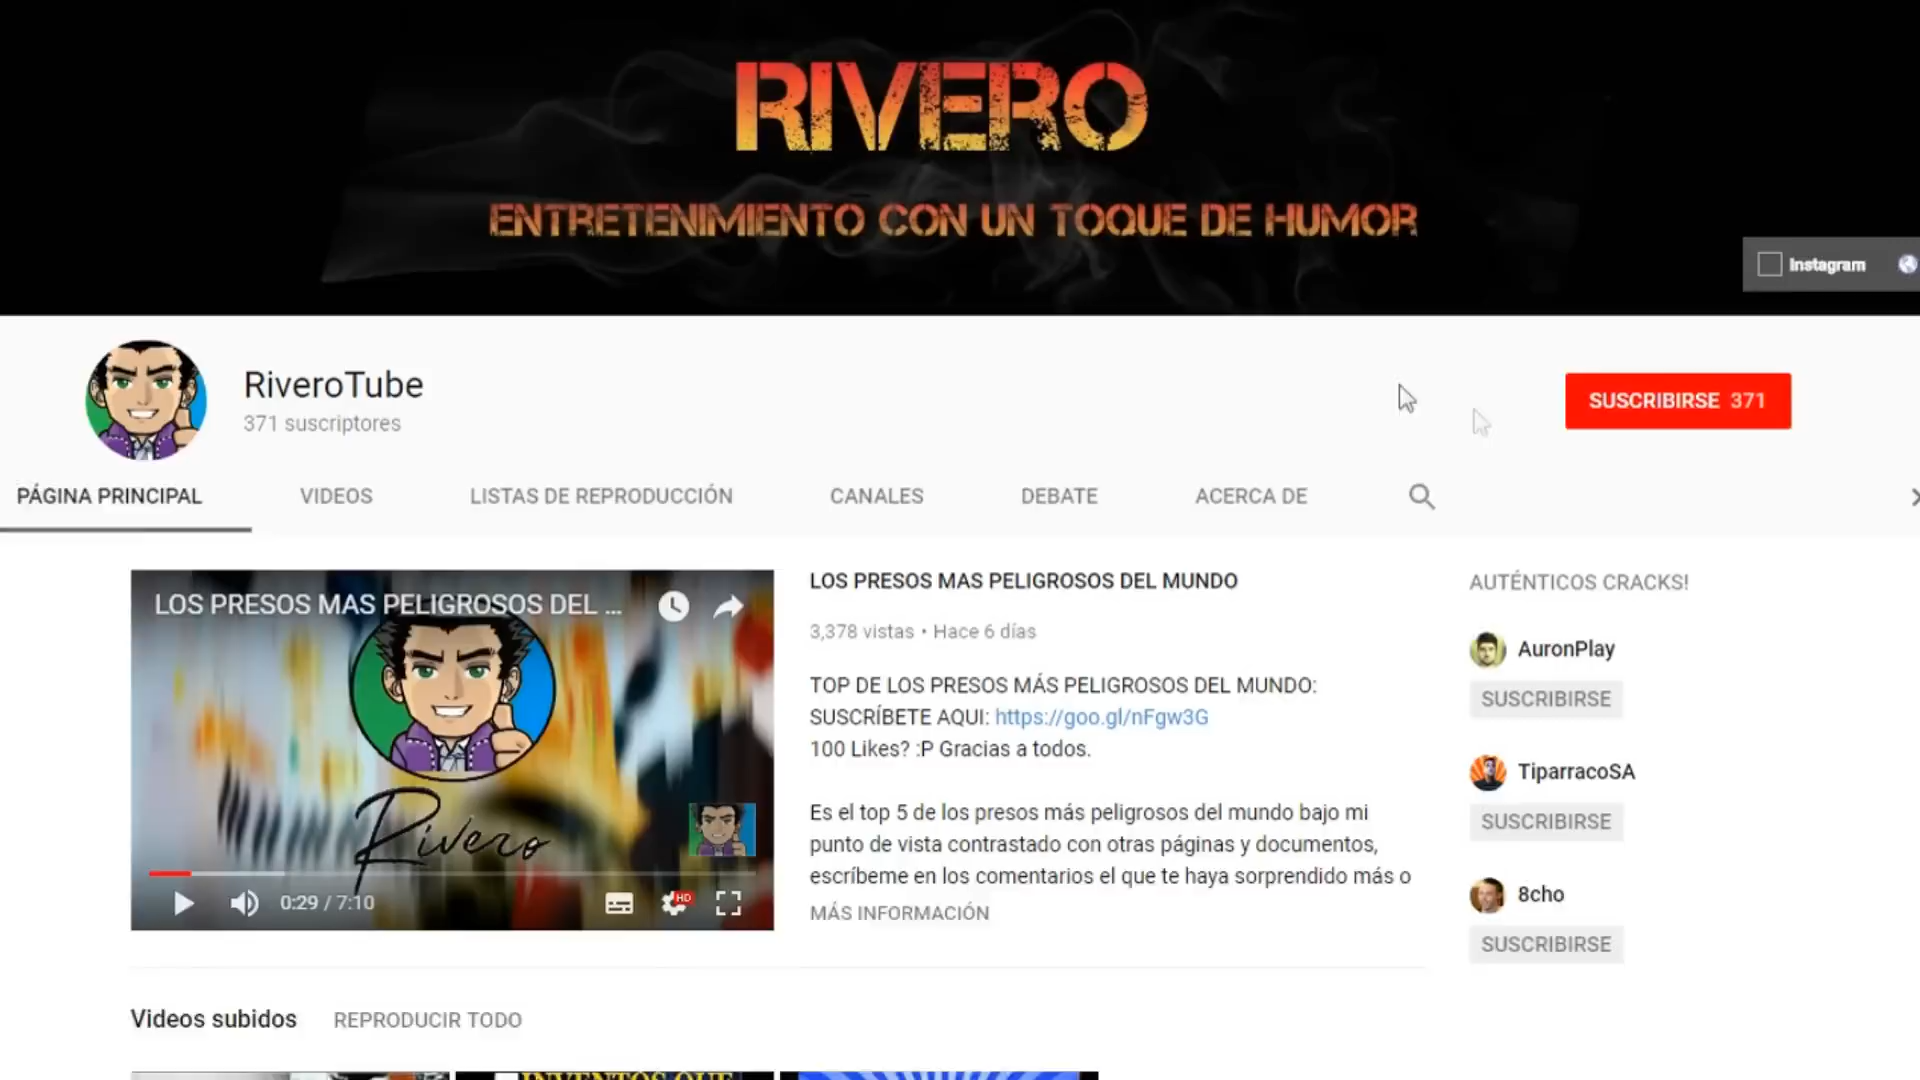 RIVERO
ENTRETENIMIENTO CON UN TOQUE DE HUMOR
Instagram
RiveroTube
371 suscriptores
SUSCRIBIRSE 371
PÁGINA PRINCIPAL
VIDEOS
LISTAS DE REPRODUCCIÓN
CANALES
DEBATE
ACERCA DE
LOS PRESOS MAS PELIGROSOS DEL ...
Rivero
0:29 / 7:10
HD
LOS PRESOS MAS PELIGROSOS DEL MUNDO
3,378 vistas • Hace 6 días
TOP DE LOS PRESOS MÁS PELIGROSOS DEL MUNDO:
SUSCRÍBETE AQUI: https://goo.gl/nFgw3G
100 Likes? :P Gracias a todos.
Es el top 5 de los presos más peligrosos del mundo bajo mi
punto de vista contrastado con otras páginas y documentos,
escríbeme en los comentarios el que te haya sorprendido más o
MÁS INFORMACIÓN
AUTÉNTICOS CRACKS!
AuronPlay
SUSCRIBIRSE
TiparracoSA
SUSCRIBIRSE
8cho
SUSCRIBIRSE
Videos subidos
REPRODUCIR TODO
INVENTOS QUE